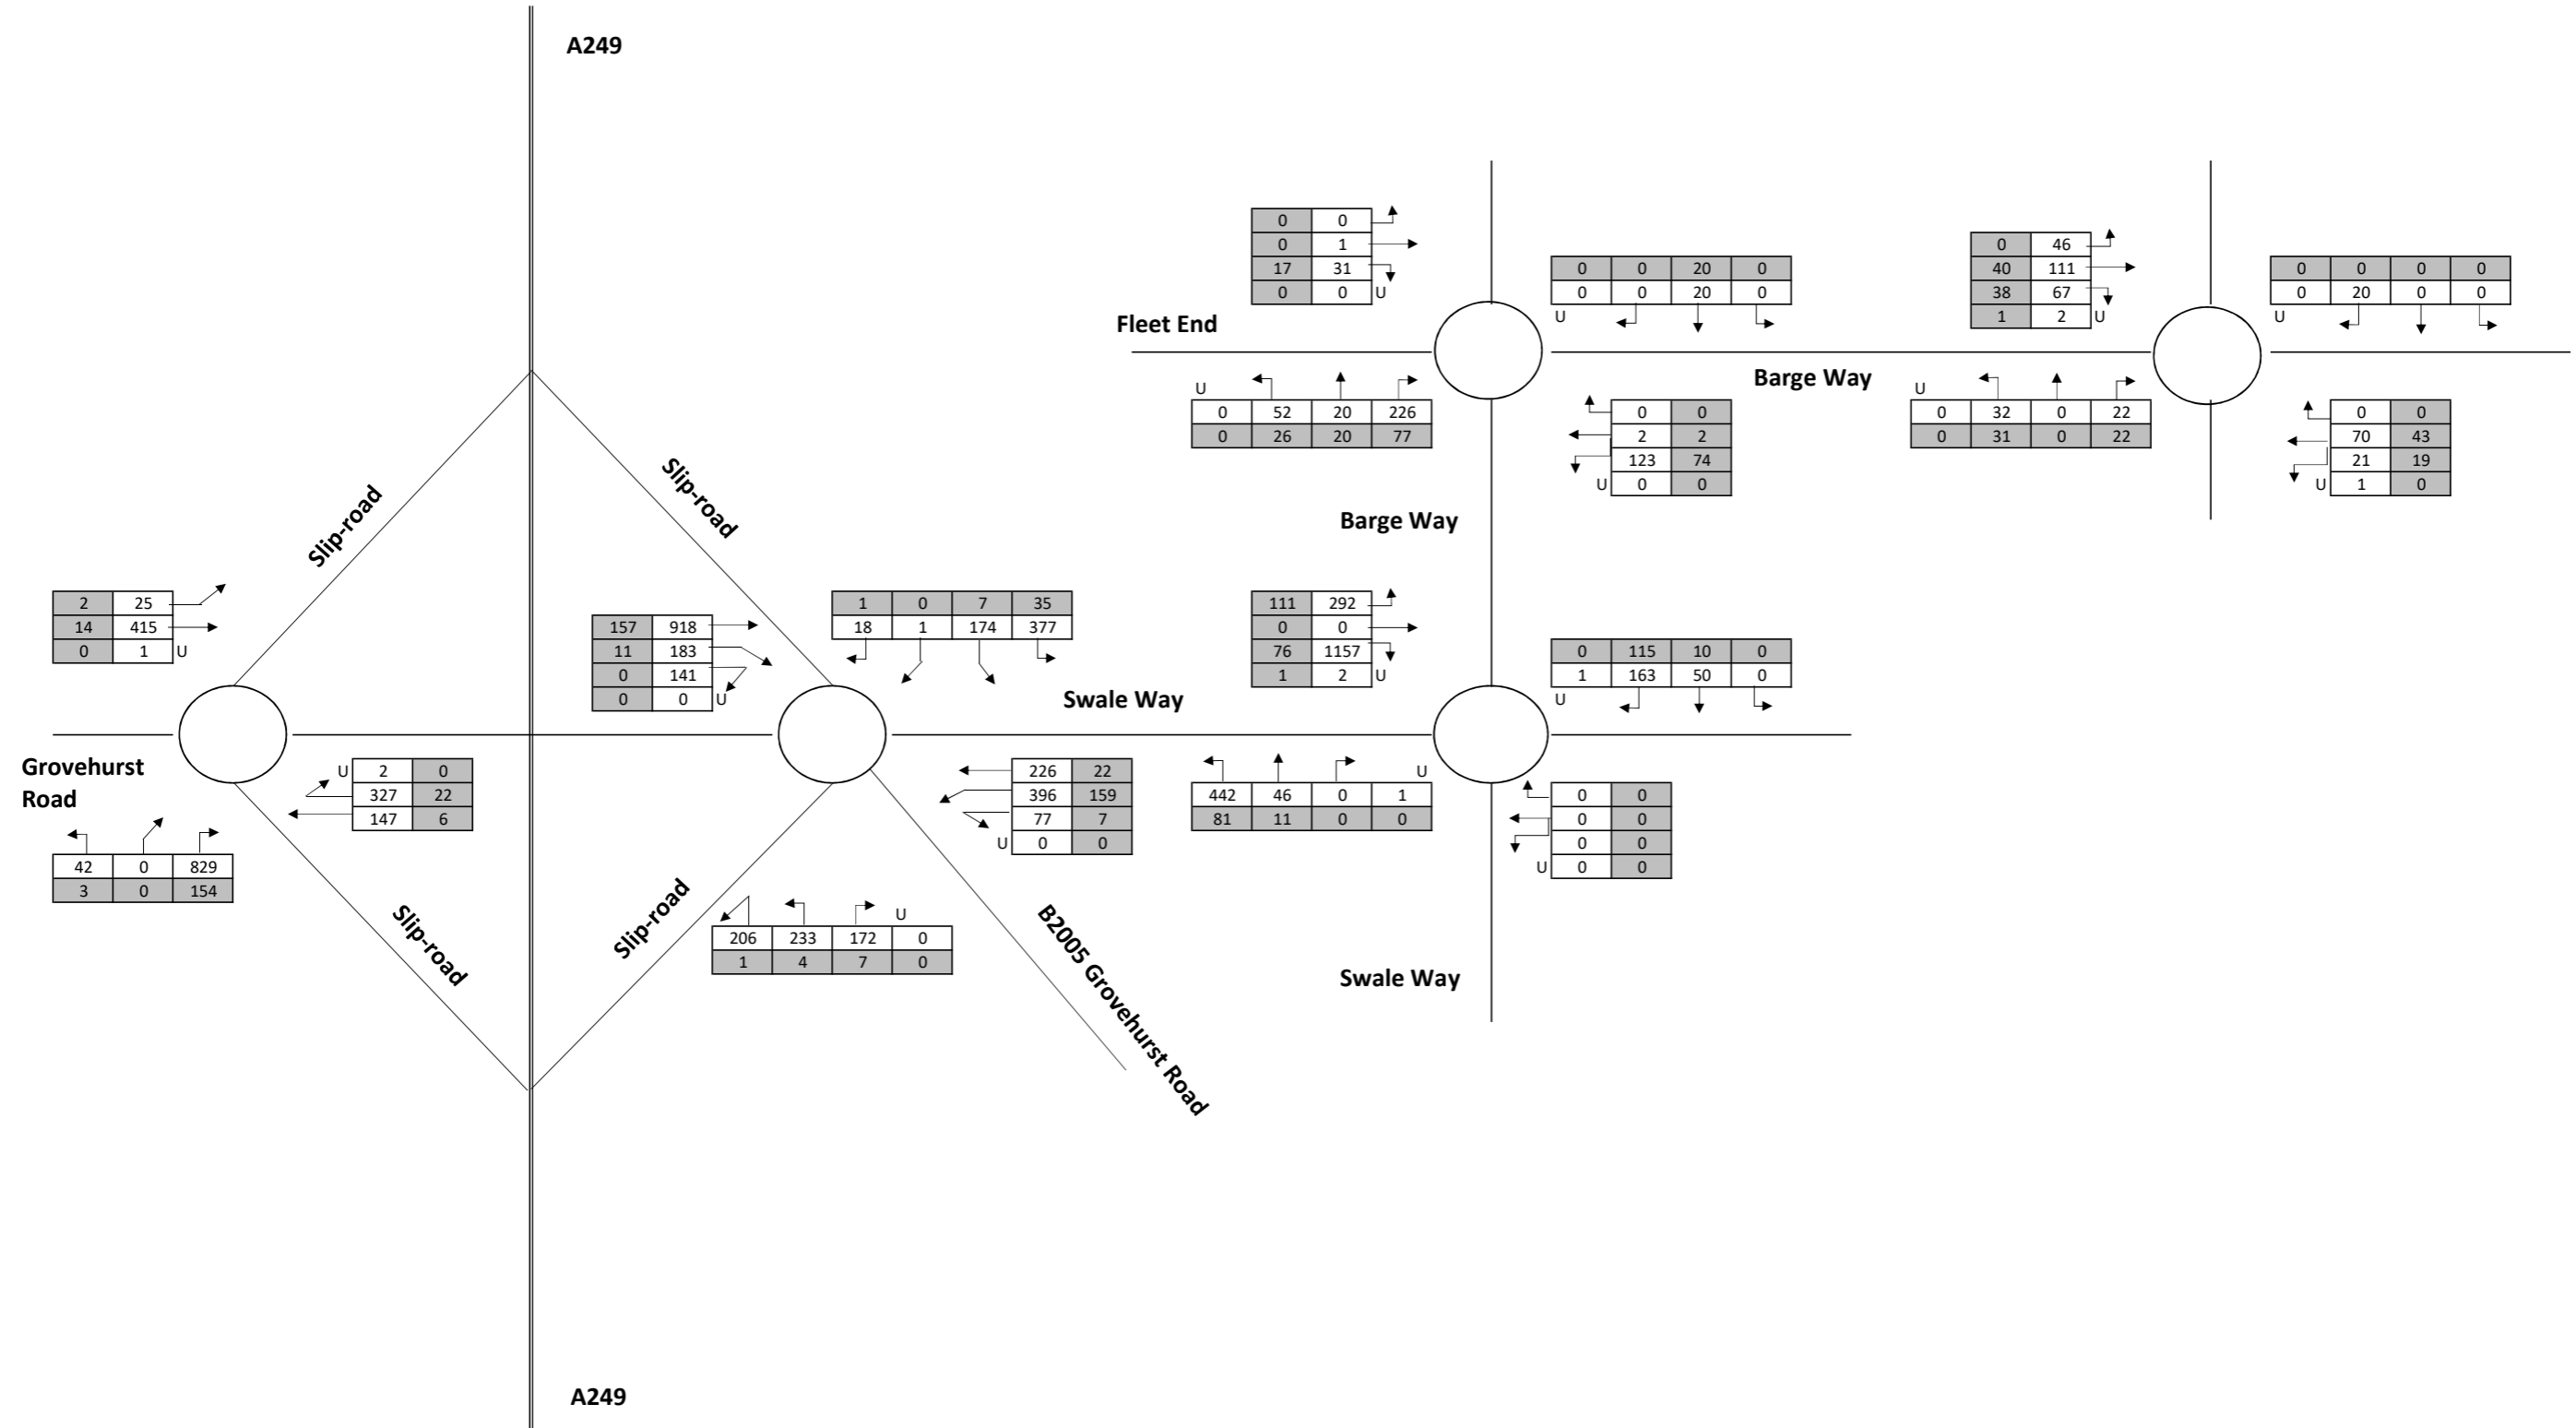 A249
0 0
0 1
17 31
0 0 U
0 0 20 0
0 0 20 0
U
0 46
40 111
38 67
1 2 U
0 0 0 0
0 20 0 0
U
Fleet End
Barge Way
U
0 52 20 226
0 26 20 77
0 0
2 2
123 74
U 0 0
U
0 32 0 22
0 31 0 22
0 0
70 43
21 19
U 1 0
Barge Way
Slip-road
Slip-road
2 25
14 415
0 1 U
157 918
11 183
0 141
0 0 U
1 0 7 35
18 1 174 377
111 292
0 0
76 1157
1 2 U
0 115 10 0
1 163 50 0
U
Swale Way
Grovehurst
Road
U 2 0
327 22
147 6
42 0 829
3 0 154
226 22
396 159
77 7
U 0 0
U
442 46 0 1
81 11 0 0
0 0
0 0
0 0
U 0 0
Slip-road
Slip-road
U
206 233 172 0
1 4 7 0
B2005 Grovehurst Road
Swale Way
A249